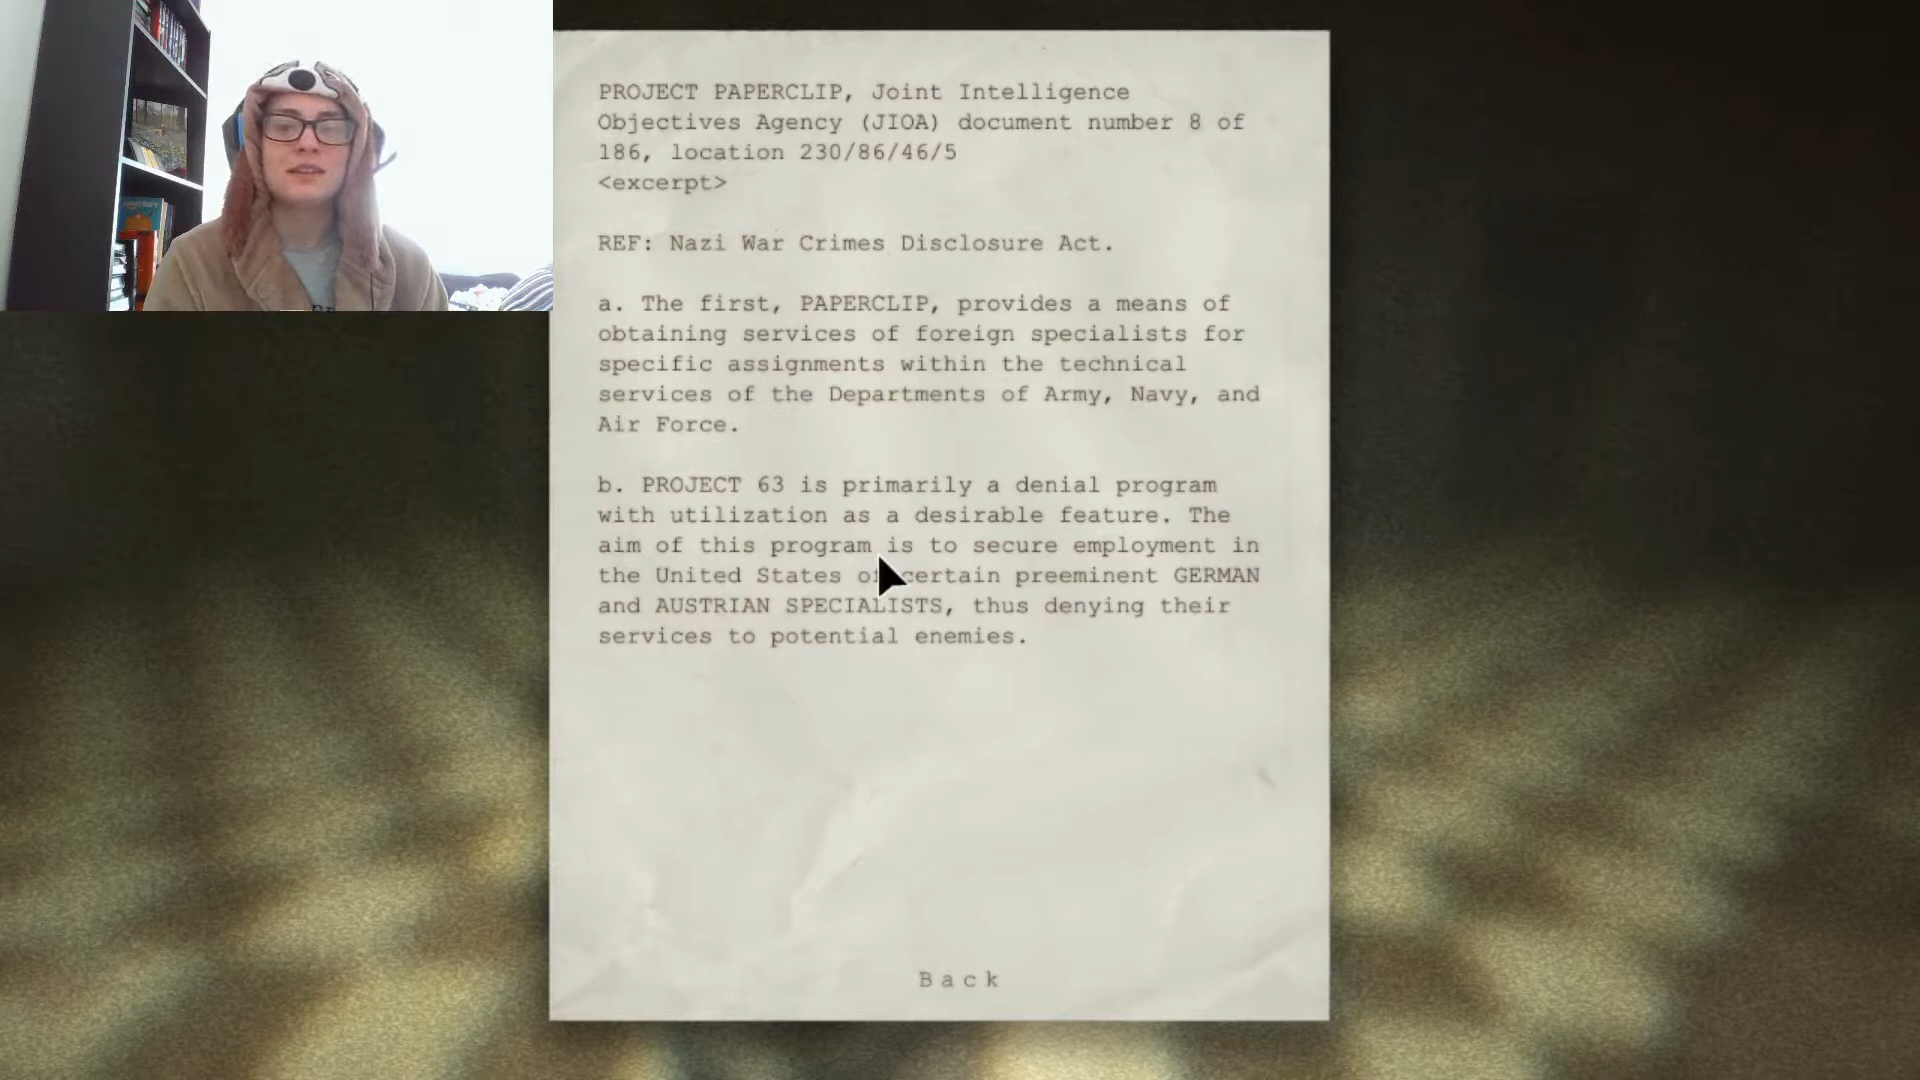 PROJECT PAPERCLIP, Joint Intelligence
Objectives Agency (JIOA) document number 8 of
186, location 230/86/46/5
<excerpt>
REF: Nazi War Crimes Disclosure Act.
a. The first, PAPERCLIP, provides a means of
obtaining services of foreign specialists for
specific assignments within the technical
services of the Departments of Army, Navy, and
Air Force.
b. PROJECT 63 is primarily a denial program
with utilization as a desirable feature. The
aim of this program is to secure employment in
the United States of certain preeminent GERMAN
and AUSTRIAN SPECIALISTS, thus denying their
services to potential enemies.
Back